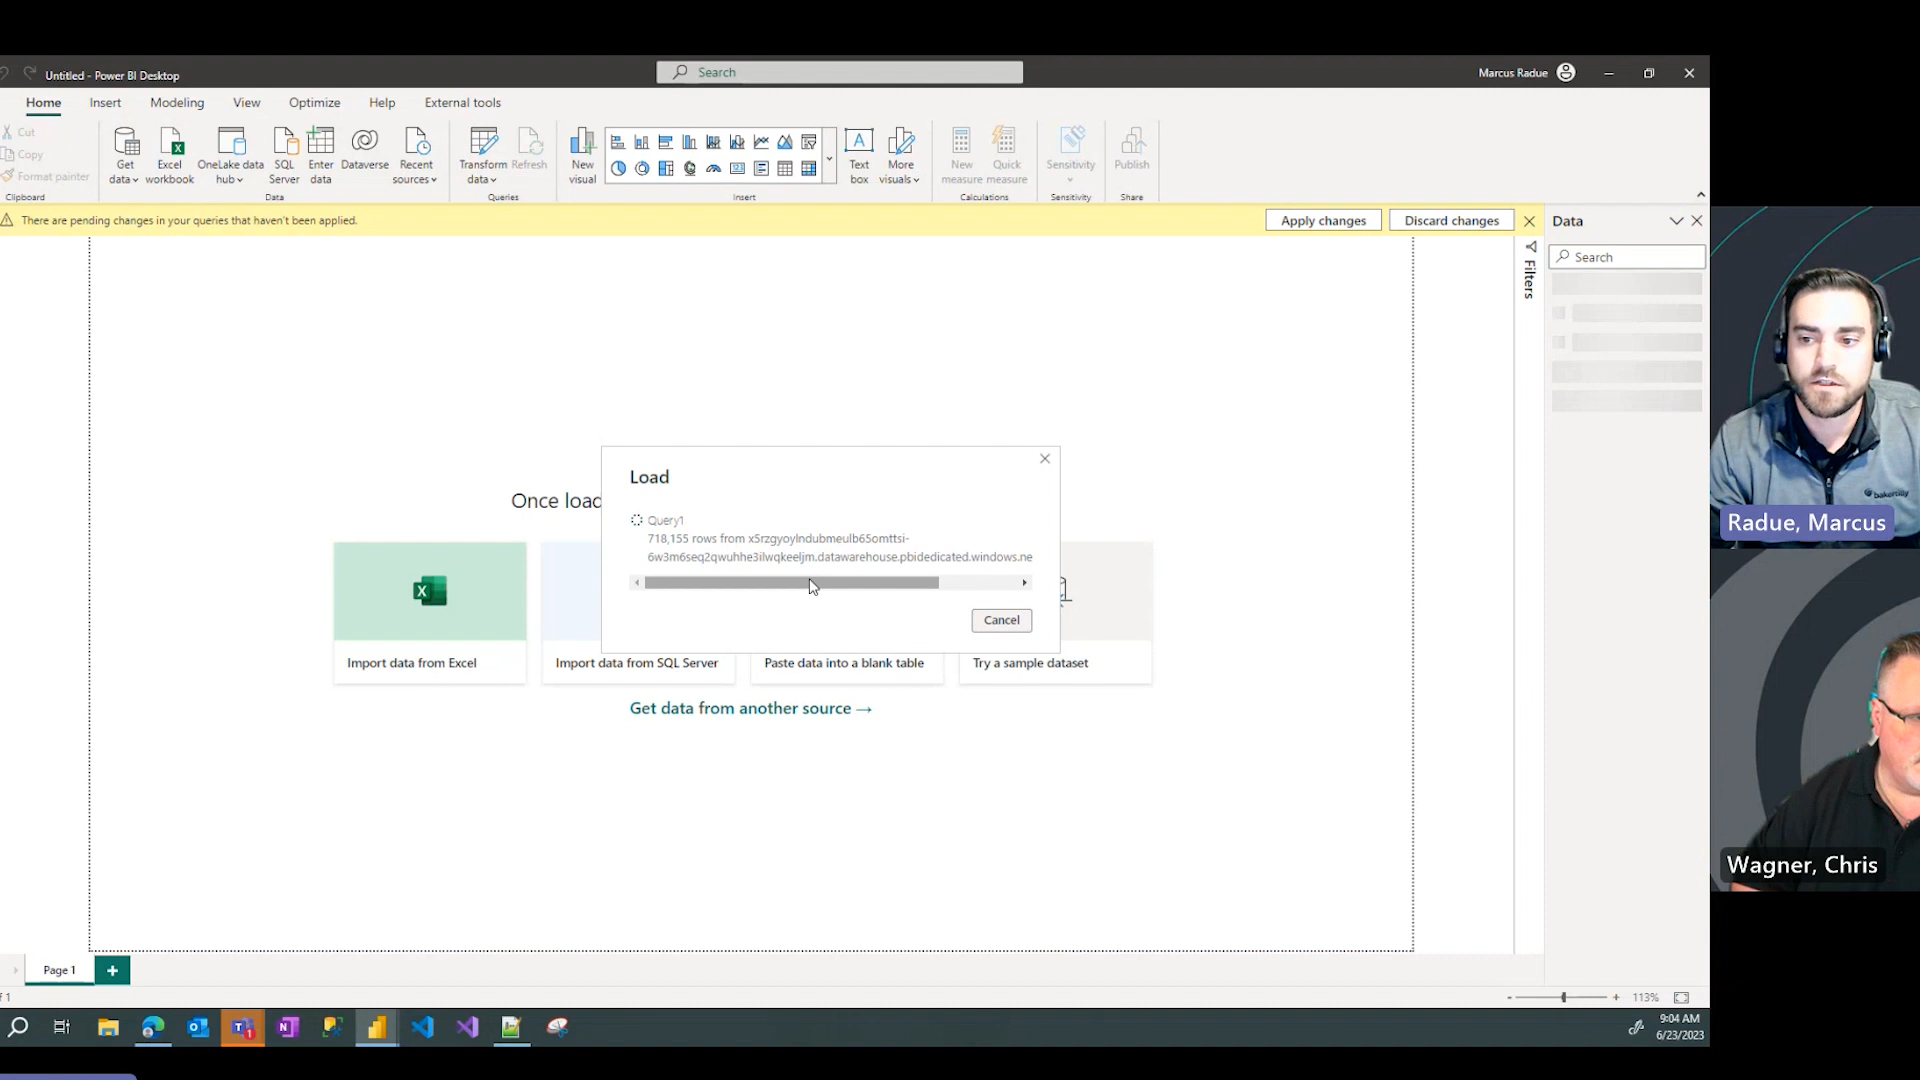 Untitled - Power BI Desktop
Search
Marcus Radue
Home
Insert
Modeling
View
Optimize
Help
External tools
Cut
Copy
Format painter
Clipboard
Get data
Excel workbook
OneLake data hub
SQL Server
Enter data
Dataverse
Recent sources
Data
Transform data
Refresh
Queries
New visual
Text box
More visuals
Insert
New measure
Quick measure
Calculations
Sensitivity
Sensitivity
Publish
Share
There are pending changes in your queries that haven't been applied.
Apply changes
Discard changes
Data
Search
Filters
Once load
Load
Query1
718,155 rows from x5rzgyoylndubmeulb65omttsi-
6w3m6seq2qwuhhe3ilwqkeeljm.datawarehouse.pbidedicated.windows.ne
Cancel
Import data from Excel
Import data from SQL Server
Paste data into a blank table
Try a sample dataset
Get data from another source →
bakertilly
Radue, Marcus
Wagner, Chris
Page 1
f 1
113%
9:04 AM
6/23/2023